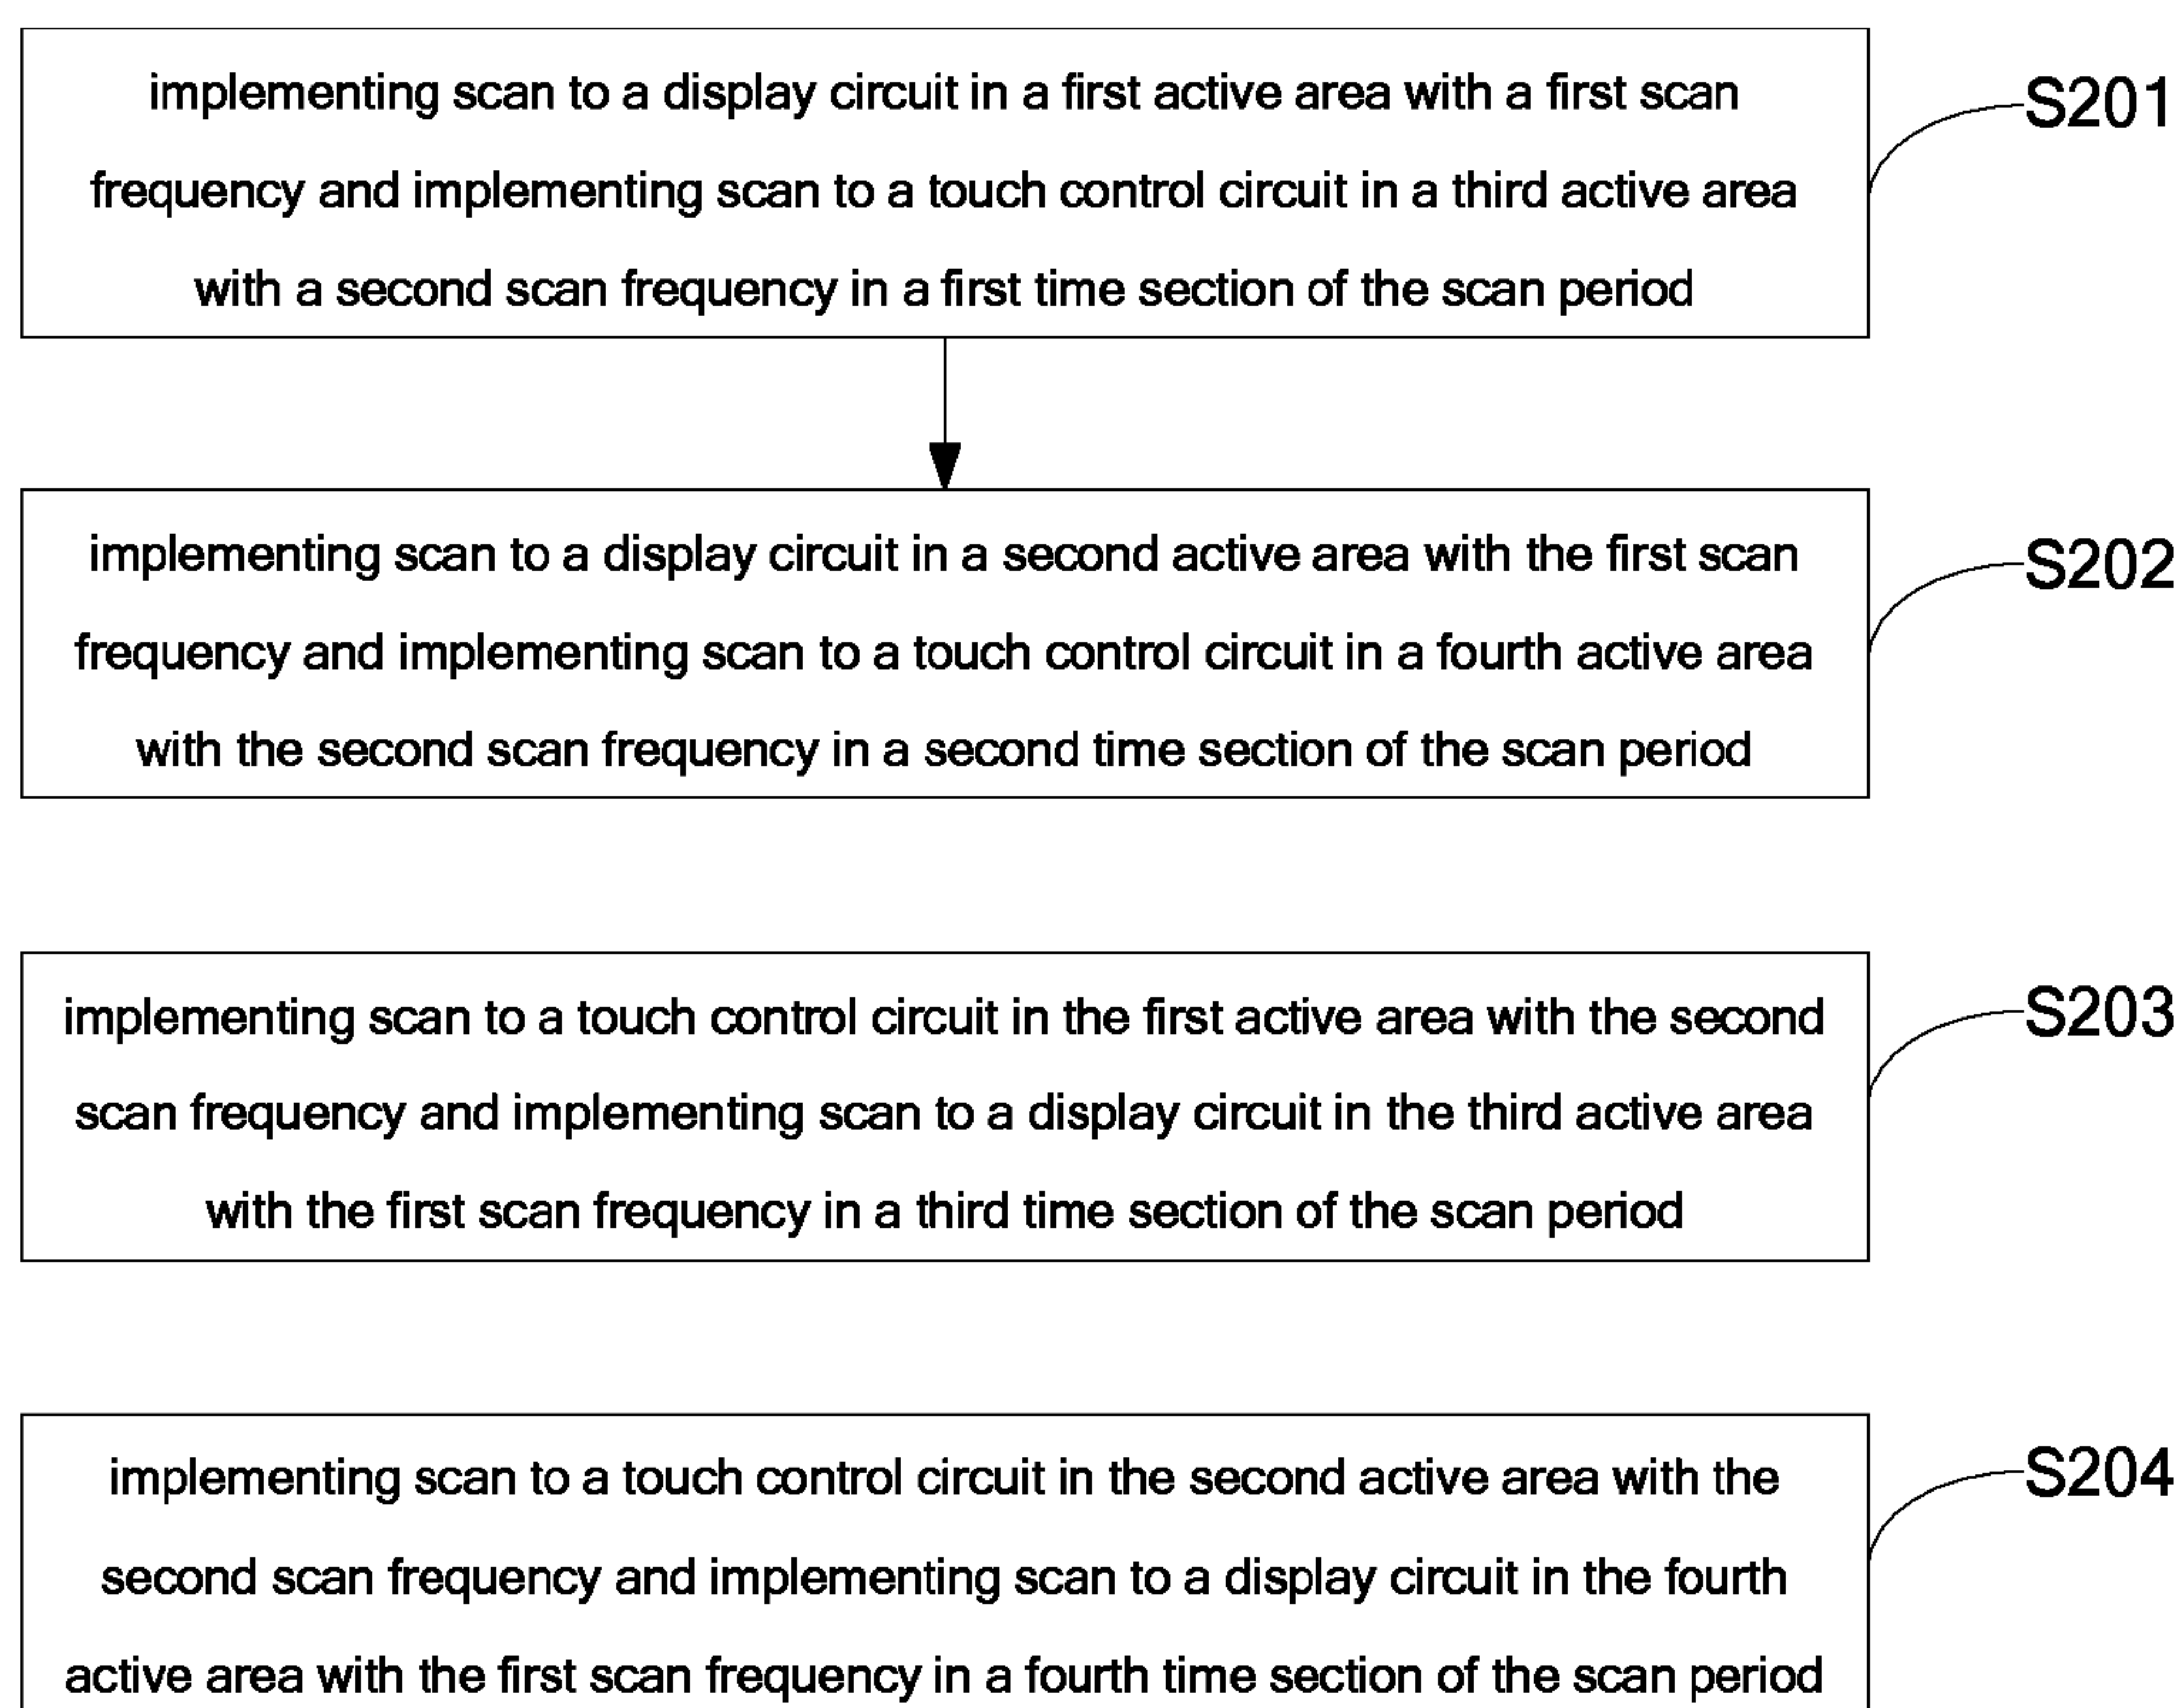 implementing scan to a display circuit in a first active area with a first scan
frequency and implementing scan to a touch control circuit in a third active area
with a second scan frequency in a first time section of the scan period
S201
implementing scan to a display circuit in a second active area with the first scan
frequency and implementing scan to a touch control circuit in a fourth active area
with the second scan frequency in a second time section of the scan period
S202
implementing scan to a touch control circuit in the first active area with the second
scan frequency and implementing scan to a display circuit in the third active area
with the first scan frequency in a third time section of the scan period
S203
implementing scan to a touch control circuit in the second active area with the
second scan frequency and implementing scan to a display circuit in the fourth
active area with the first scan frequency in a fourth time section of the scan period
S204